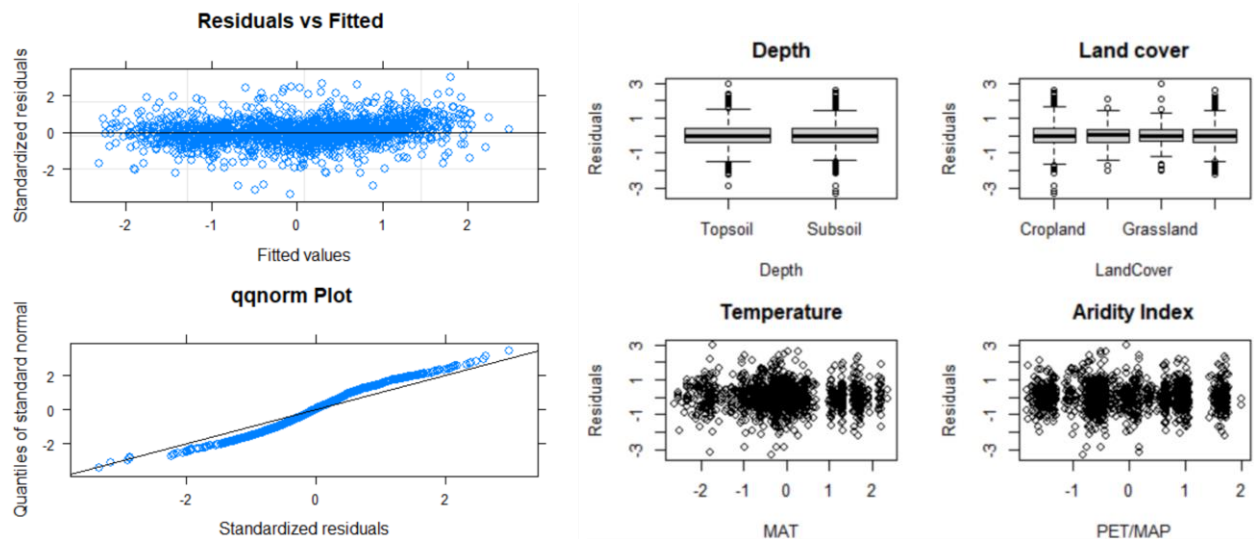 Residuals vs Fitted
Standardized residuals
2
0
-2
-2 -1 0 1 2
Fitted values
qqnorm Plot
Quantiles of standard normal
2
0
-2
-2 0 2
Standardized residuals
Depth
Residuals
3
1
-1
-3
Topsoil Subsoil
Depth
Land cover
Residuals
3
1
-1
-3
Cropland Grassland
LandCover
Temperature
Residuals
3
1
-1
-3
-2 -1 0 1 2
MAT
Aridity Index
Residuals
3
1
-1
-3
-1 0 1 2
PET/MAP